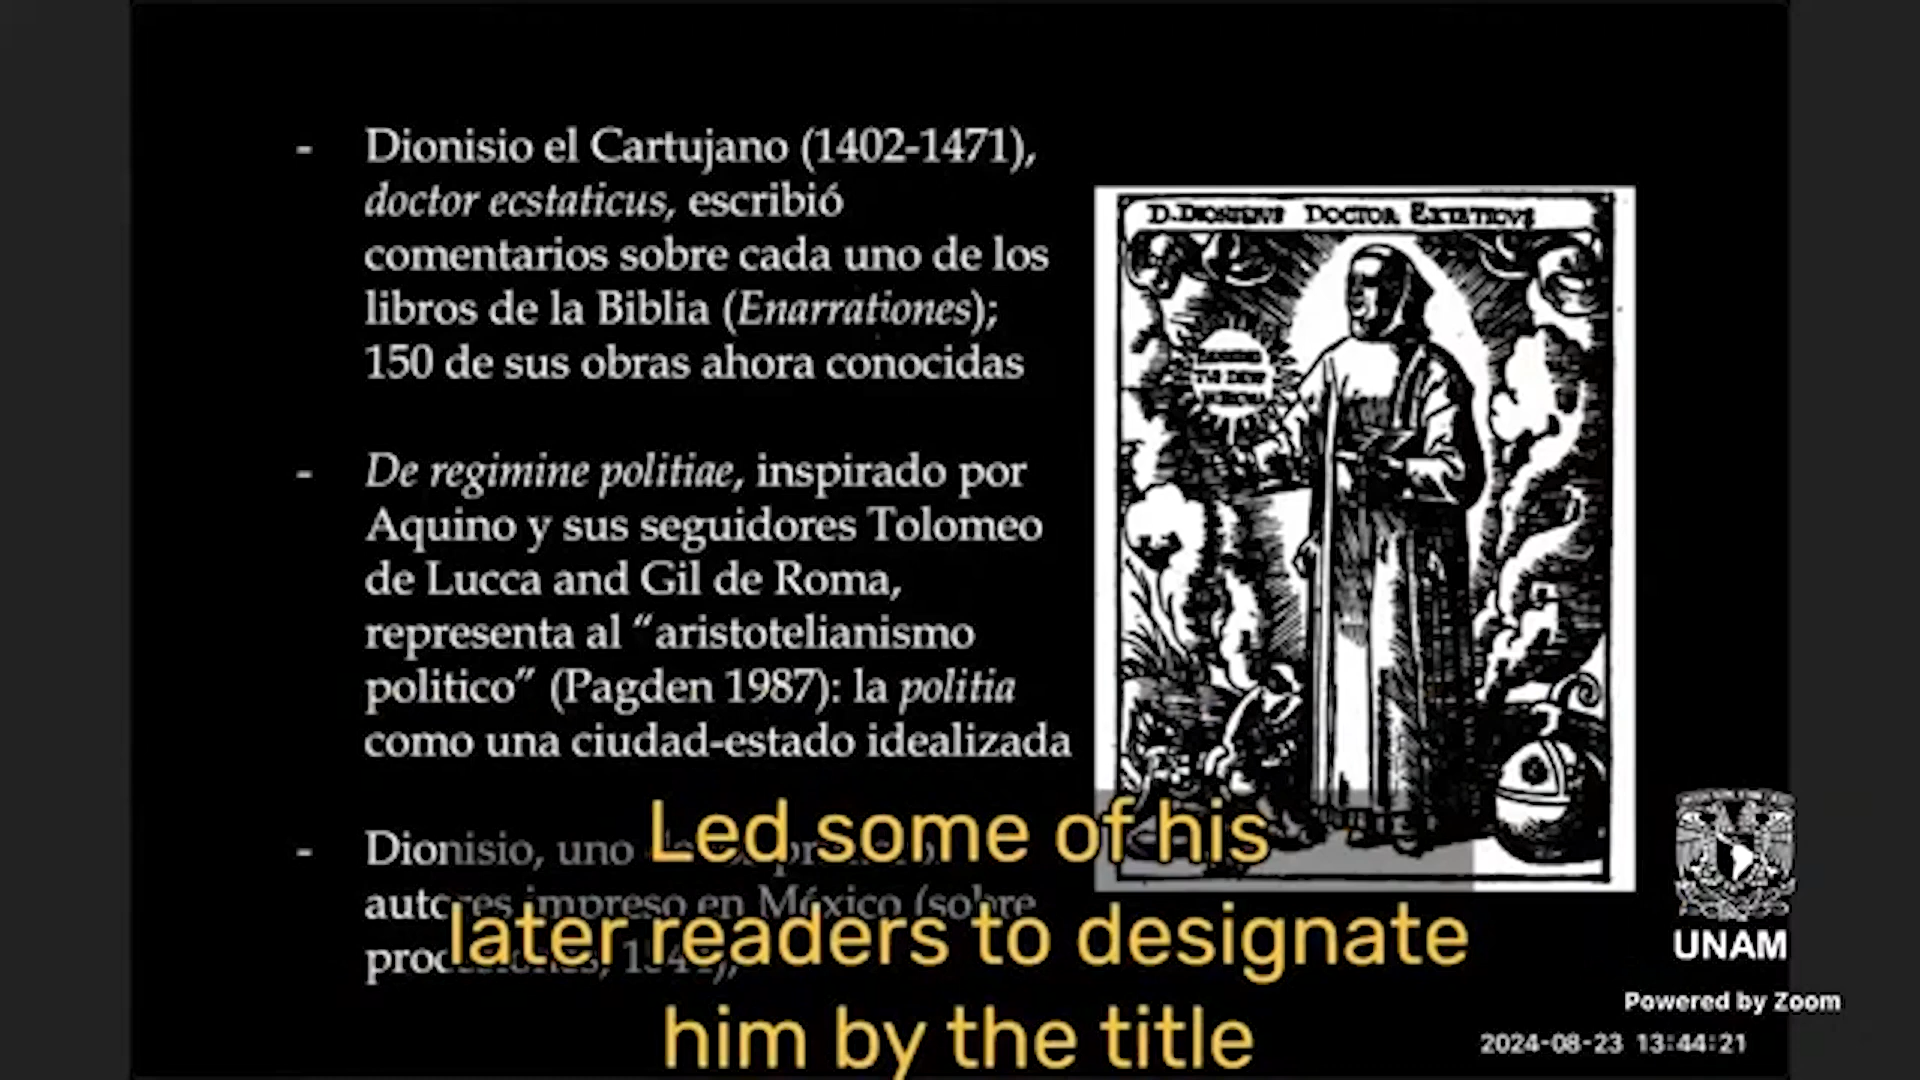 - Dionisio el Cartujano (1402-1471),
doctor ecstaticus, escribió
comentarios sobre cada uno de los
libros de la Biblia (Enarrationes);
150 de sus obras ahora conocidas
- De regimine politiae, inspirado por
Aquino y sus seguidores Tolomeo
de Lucca and Gil de Roma,
representa al “aristotelianismo
politico” (Pagden 1987): la politia
como una ciudad-estado idealizada
- Dionisio, uno
autores impreso en México (sobre
D. DOCTOR
Led some of his
later readers to designate
him by the title
UNAM
Powered by Zoom
2024-08-23 13:44:21